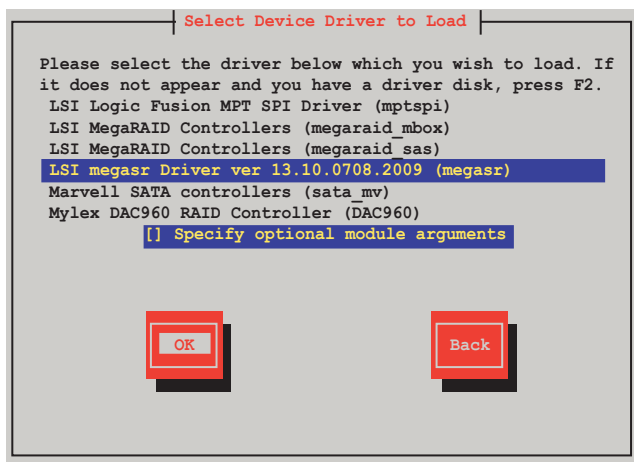 Select Device Driver to Load
Please select the driver below which you wish to load. If
it does not appear and you have a driver disk, press F2.
LSI Logic Fusion MPT SPI Driver (mptspi)
LSI MegaRAID Controllers (megaraid_mbox)
LSI MegaRAID Controllers (megaraid_sas)
LSI megasr Driver ver 13.10.0708.2009 (megasr)
Marvell SATA controllers (sata_mv)
Mylex DAC960 RAID Controller (DAC960)
[] Specify optional module arguments
OK
Back